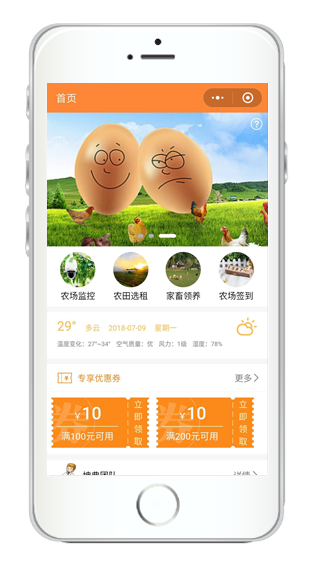 首页
?
农场监控 农田选租 家畜领养 农场签到
29° 多云 2018-07-09 星期一
温度变化：27°~34° 空气质量：优 风力：1级 湿度：78%
专享优惠券 更多
¥10 立即领取 ¥10 立即领取
满100元可用 满200元可用